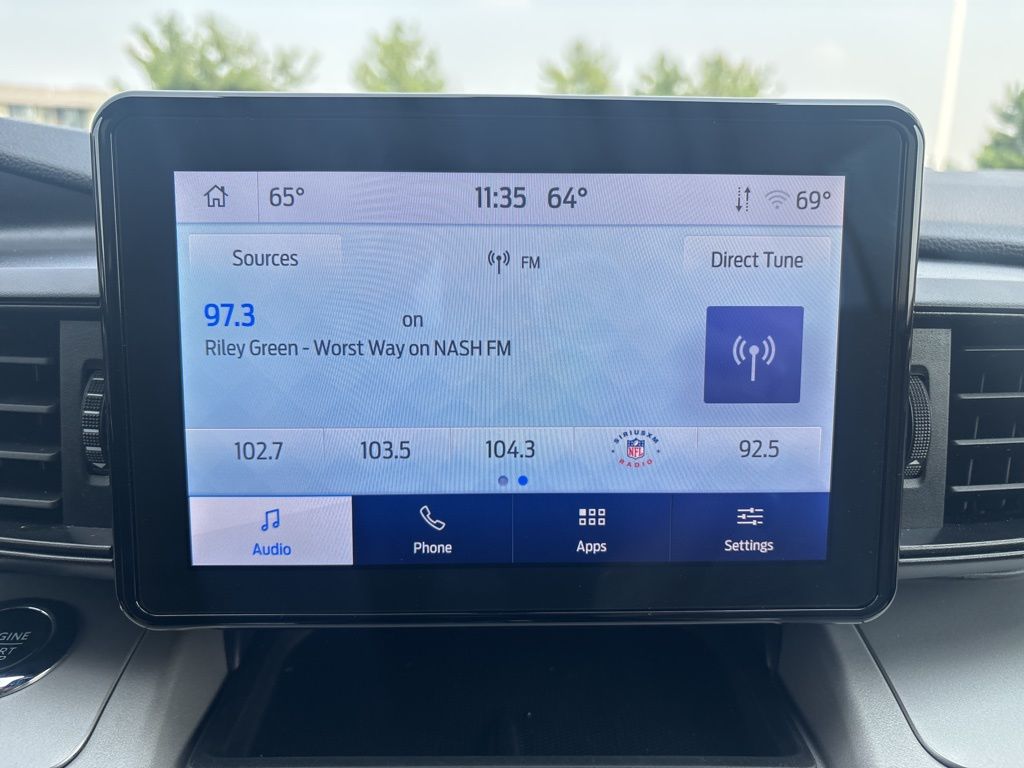 65° 11:35 64° 69°
Sources FM Direct Tune
97.3 on
Riley Green - Worst Way on NASH FM
102.7 103.5 104.3 SIRIUSXM NFL RADIO 92.5
Audio Phone Apps Settings